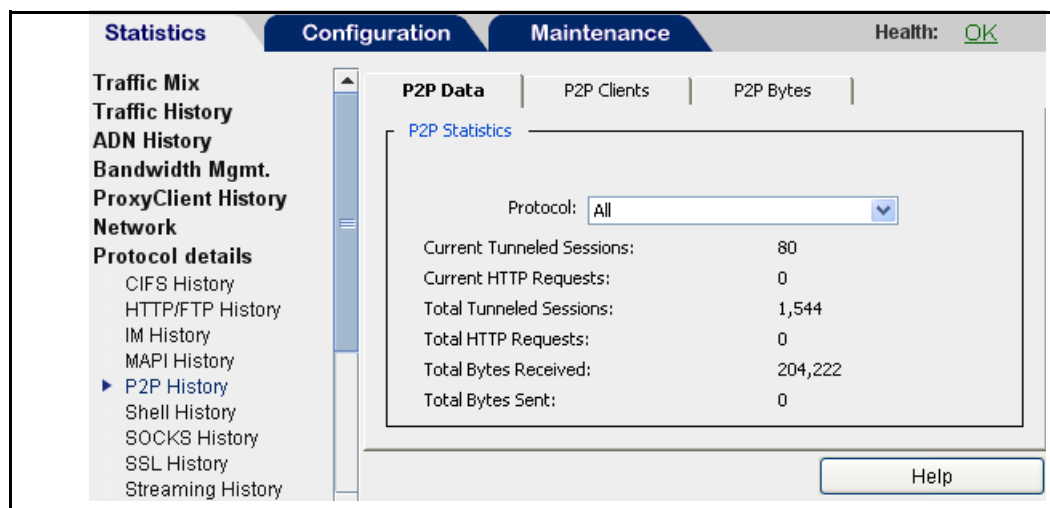 Statistics Configuration Maintenance Health: OK
Traffic Mix
Traffic History
ADN History
Bandwidth Mgmt.
ProxyClient History
Network
Protocol details
CIFS History
HTTP/FTP History
IM History
MAPI History
P2P History
Shell History
SOCKS History
SSL History
Streaming History
P2P Data P2P Clients P2P Bytes
P2P Statistics
Protocol: All
Current Tunneled Sessions: 80
Current HTTP Requests: 0
Total Tunneled Sessions: 1,544
Total HTTP Requests: 0
Total Bytes Received: 204,222
Total Bytes Sent: 0
Help